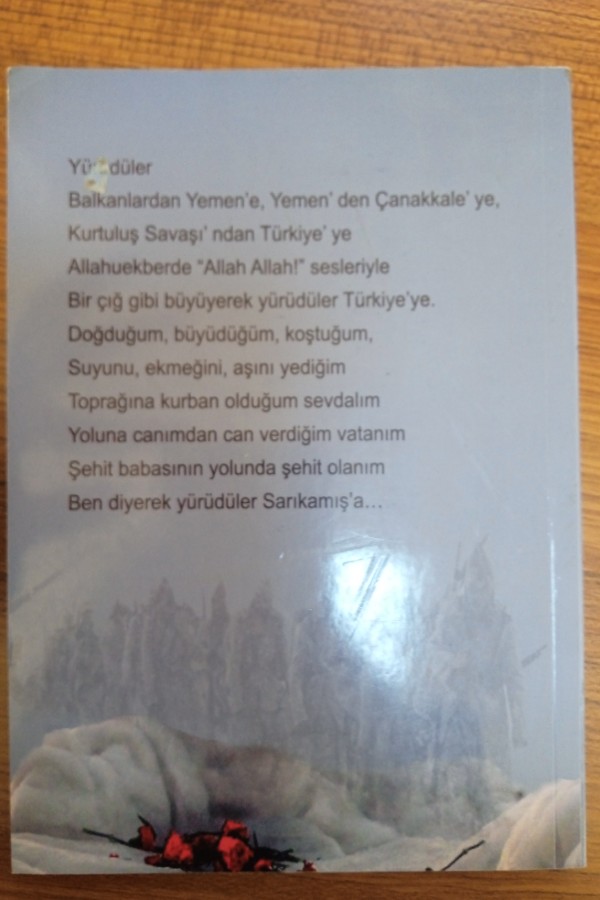 Yürüdüler
Balkanlardan Yemen'e, Yemen' den Çanakkale' ye,
Kurtuluş Savaşı' ndan Türkiye' ye
Allahuekberde "Allah Allah!" sesleriyle
Bir çığ gibi büyüyerek yürüdüler Türkiye'ye.
Doğduğum, büyüdüğüm, koştuğum,
Suyunu, ekmeğini, aşını yediğim
Toprağına kurban olduğum sevdalım
Yoluna canımdan can verdiğim vatanım
Şehit babasının yolunda şehit olanım
Ben diyerek yürüdüler Sarıkamış'a...